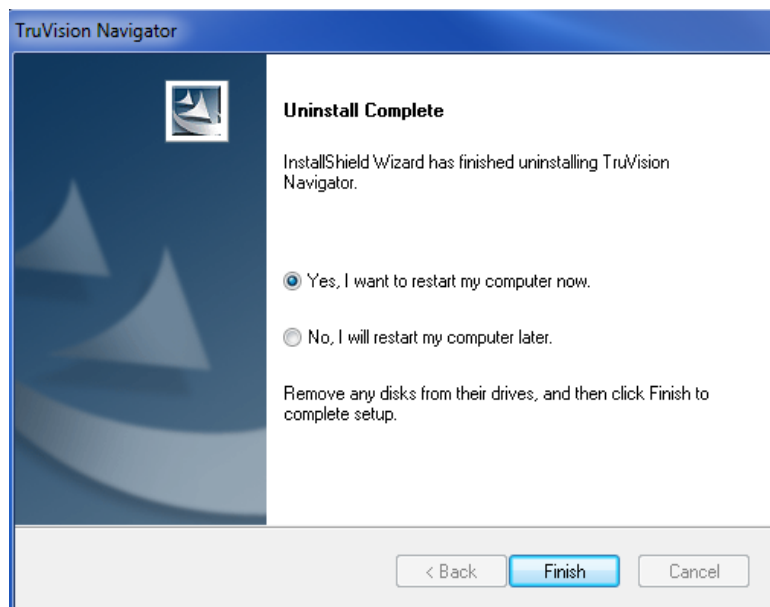 TruVision Navigator
Uninstall Complete
InstallShield Wizard has finished uninstalling TruVision
Navigator.
Yes, I want to restart my computer now.
No, I will restart my computer later.
Remove any disks from their drives, and then click Finish to
complete setup.
< Back
Finish
Cancel